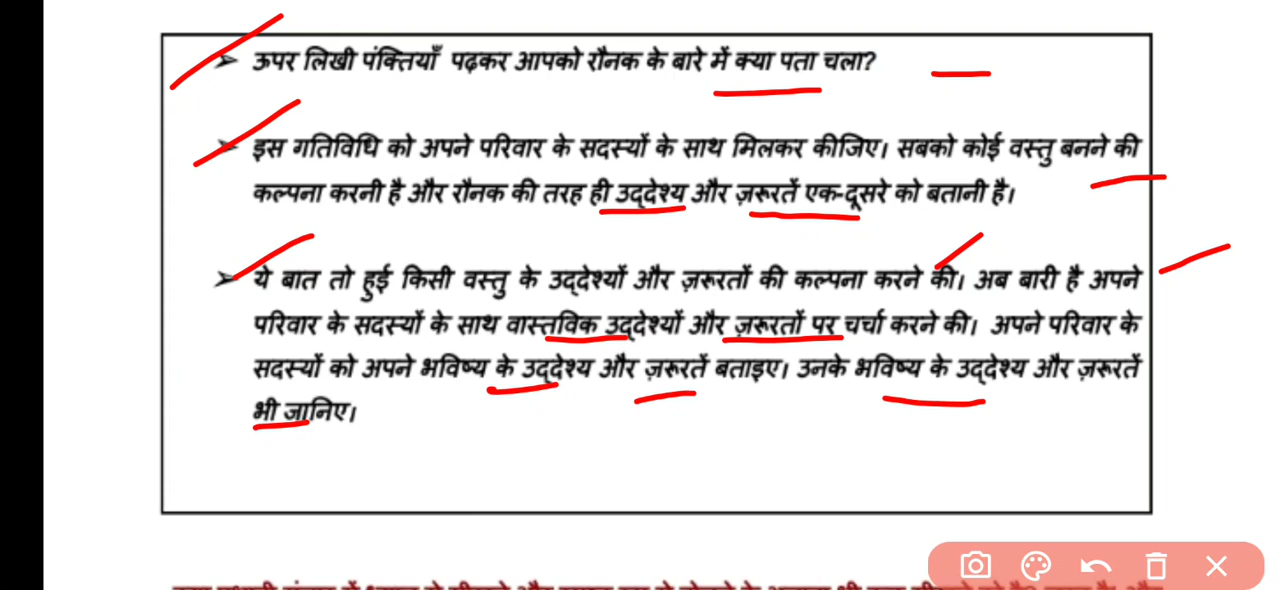 ➢ ऊपर लिखी पंक्तियाँ पढ़कर आपको रौनक के बारे में क्या पता चला?
➢ इस गतिविधि को अपने परिवार के सदस्यों के साथ मिलकर कीजिए। सबको कोई वस्तु बनने की
कल्पना करनी है और रौनक की तरह ही उद्देश्य और ज़रूरतें एक-दूसरे को बतानी है।
➢ ये बात तो हुई किसी वस्तु के उद्देश्यों और ज़रूरतों की कल्पना करने की। अब बारी है अपने
परिवार के सदस्यों के साथ वास्तविक उद्देश्यों और ज़रूरतों पर चर्चा करने की। अपने परिवार के
सदस्यों को अपने भविष्य के उद्देश्य और ज़रूरतें बताइए। उनके भविष्य के उद्देश्य और ज़रूरतें
भी जानिए।